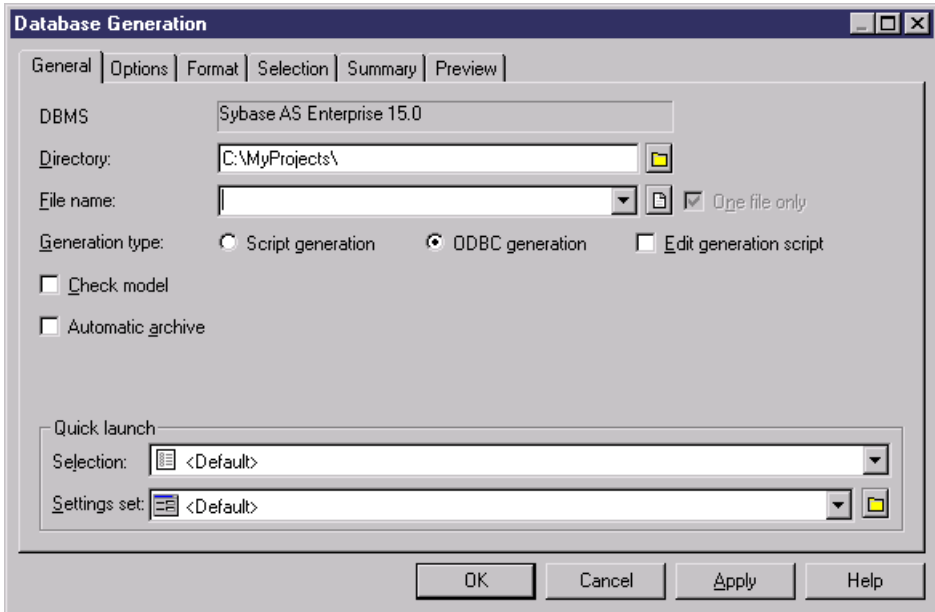 Database Generation
General Options Format Selection Summary Preview
DBMS Sybase AS Enterprise 15.0
Directory: C:\MyProjects\
File name: One file only
Generation type: Script generation ODBC generation Edit generation script
Check model
Automatic archive
Quick launch
Selection: <Default>
Settings set: <Default>
OK Cancel Apply Help